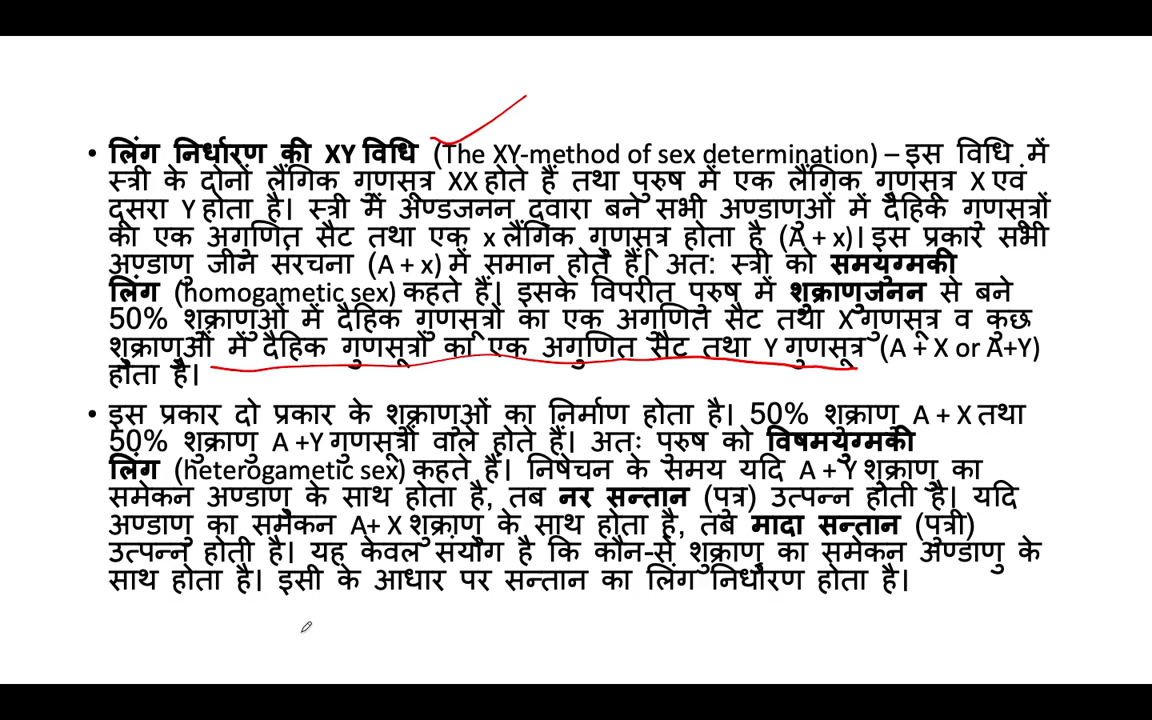 • लिंग निर्धारण की XY विधि (The XY-method of sex determination) – इस विधि में
स्त्री के दोनों लैंगिक गुणसूत्र XX होते हैं तथा पुरुष में एक लैंगिक गुणसूत्र X एवं
दूसरा Y होता है। स्त्री में अण्डजनन द्वारा बने सभी अण्डाणुओं में दैहिक गुणसूत्रों
का एक अगुणित सैट तथा एक x लैंगिक गुणसूत्र होता है (A + x)। इस प्रकार सभी
अण्डाणु जीन संरचना (A + x) में समान होते हैं। अत: स्त्री को समयुग्मकी
लिंग (homogametic sex) कहते हैं। इसके विपरीत पुरुष में शुक्राणुजनन से बने
50% शुक्राणुओं में दैहिक गुणसूत्रों का एक अगुणित सैट तथा X गुणसूत्र व कुछ
शुक्राणुओं में दैहिक गुणसूत्रों का एक अगुणित सैट तथा Y गुणसूत्र (A + X or A+Y)
होता है।
• इस प्रकार दो प्रकार के शुक्राणुओं का निर्माण होता है। 50% शुक्राणु A + X तथा
50% शुक्राणु A +Y गुणसूत्रों वाले होते हैं। अतः पुरुष को विषमयुग्मकी
लिंग (heterogametic sex) कहते हैं। निषेचन के समय यदि A + Y शुक्राणु का
समेकन अण्डाणु के साथ होता है, तब नर सन्तान (पुत्र) उत्पन्न होती है। यदि
अण्डाणु का समेकन A+ X शुक्राणु के साथ होता है, तब मादा सन्तान (पुत्री)
उत्पन्न होती है। यह केवल संयोग है कि कौन-से शुक्राणु का समेकन अण्डाणु के
साथ होता है। इसी के आधार पर सन्तान का लिंग निर्धारण होता है।